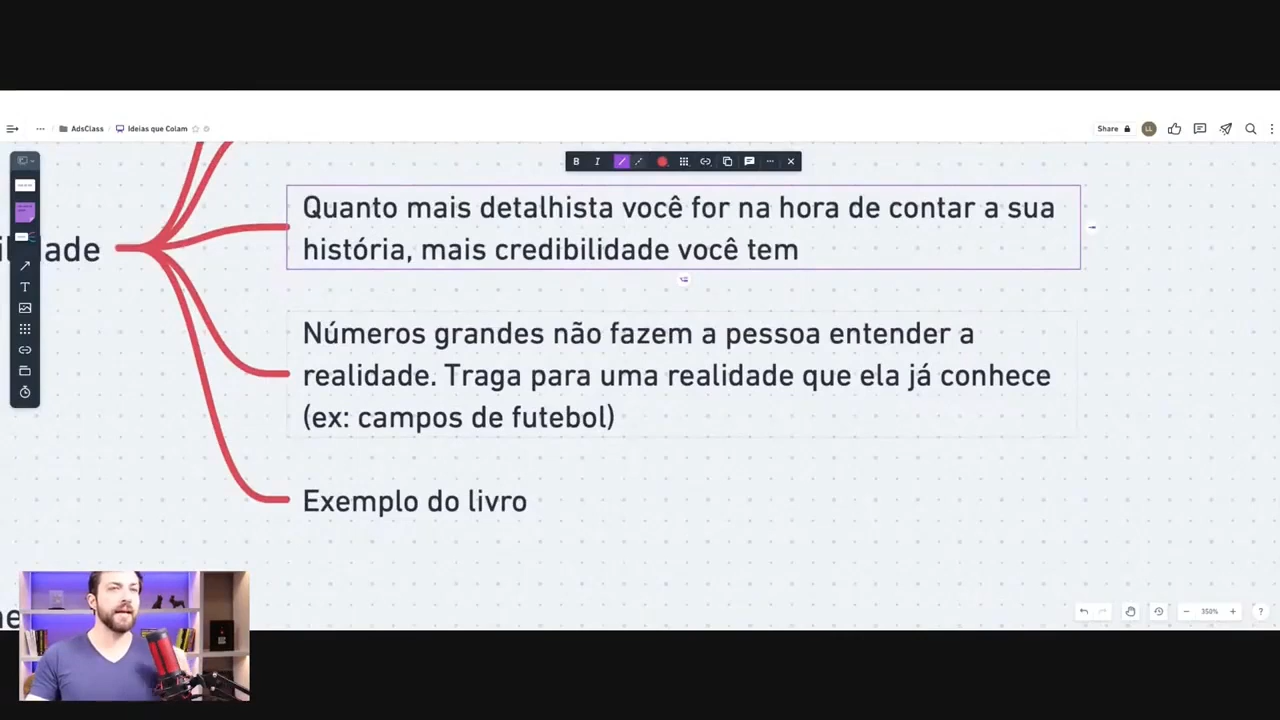 ... AdsClass / Ideias que Colam
Share LL
B I
Quanto mais detalhista você for na hora de contar a sua
história, mais credibilidade você tem
ade
Números grandes não fazem a pessoa entender a
realidade. Traga para uma realidade que ela já conhece
(ex: campos de futebol)
Exemplo do livro
T
350%
?